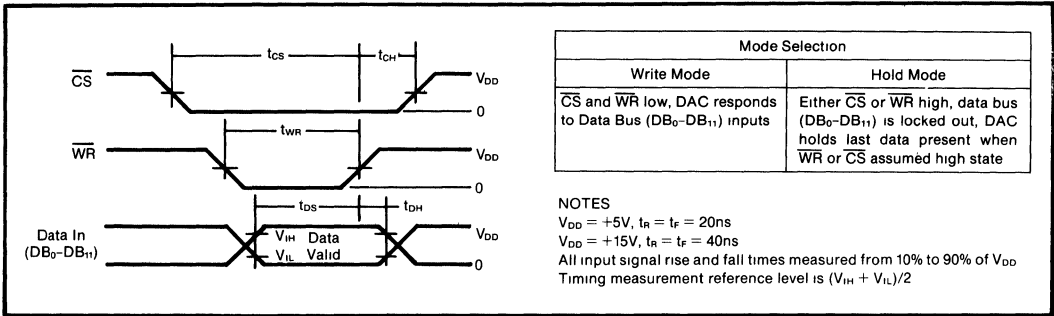 tCS
tCH
CS
VDD
0
tWR
WR
VDD
0
tDS
tDH
Data In
(DB0-DB11)
VIH Data
VIL Valid
VDD
0
Mode Selection
Write Mode
Hold Mode
CS and WR low, DAC responds
to Data Bus (DB0-DB11) inputs
Either CS or WR high, data bus
(DB0-DB11) is locked out, DAC
holds last data present when
WR or CS assumed high state
NOTES
VDD = +5V, tR = tF = 20ns
VDD = +15V, tR = tF = 40ns
All input signal rise and fall times measured from 10% to 90% of VDD
Timing measurement reference level is (VIH + VIL)/2